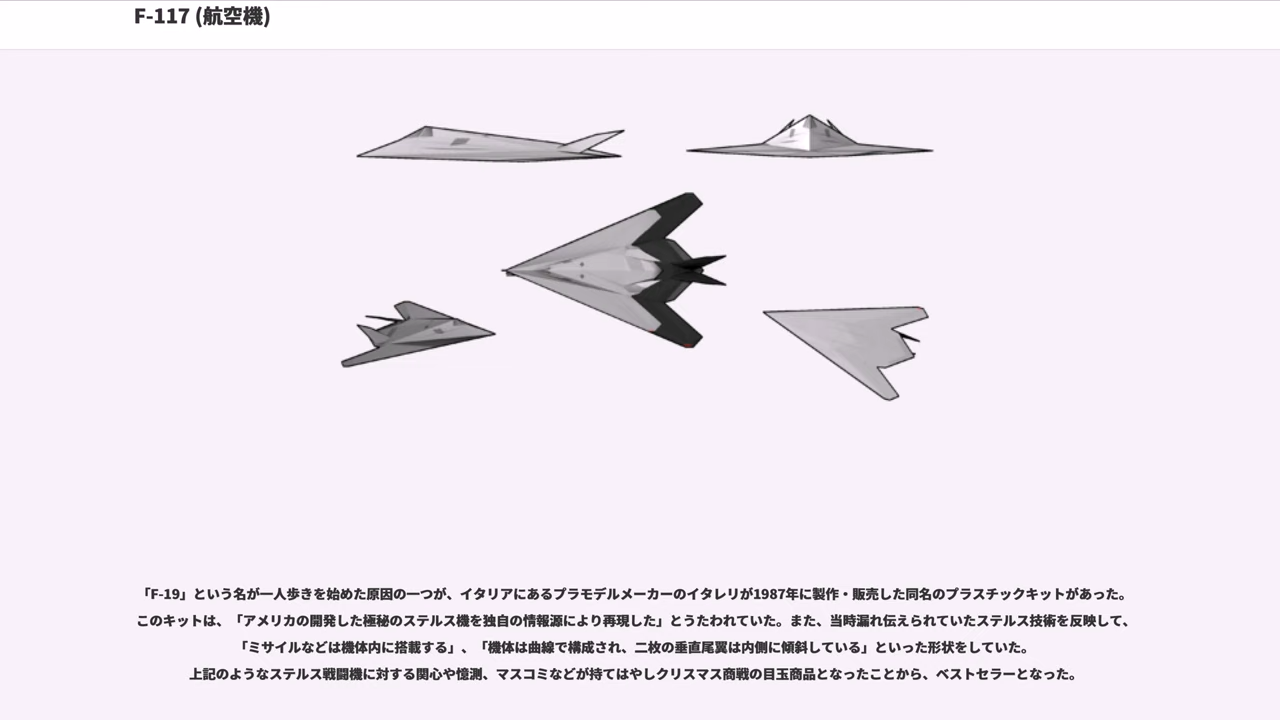 F-117 (航空機)
「F-19」という名が一人歩きを始めた原因の一つが、イタリアにあるプラモデルメーカーのイタレリが1987年に製作・販売した同名のプラスチックキットがあった。
このキットは、「アメリカの開発した極秘のステルス機を独自の情報源により再現した」とうたわれていた。また、当時漏れ伝えられていたステルス技術を反映して、
「ミサイルなどは機体内に搭載する」、「機体は曲線で構成され、二枚の垂直尾翼は内側に傾斜している」といった形状をしていた。
上記のようなステルス戦闘機に対する関心や憶測、マスコミなどが持てはやしクリスマス商戦の目玉商品となったことから、ベストセラーとなった。